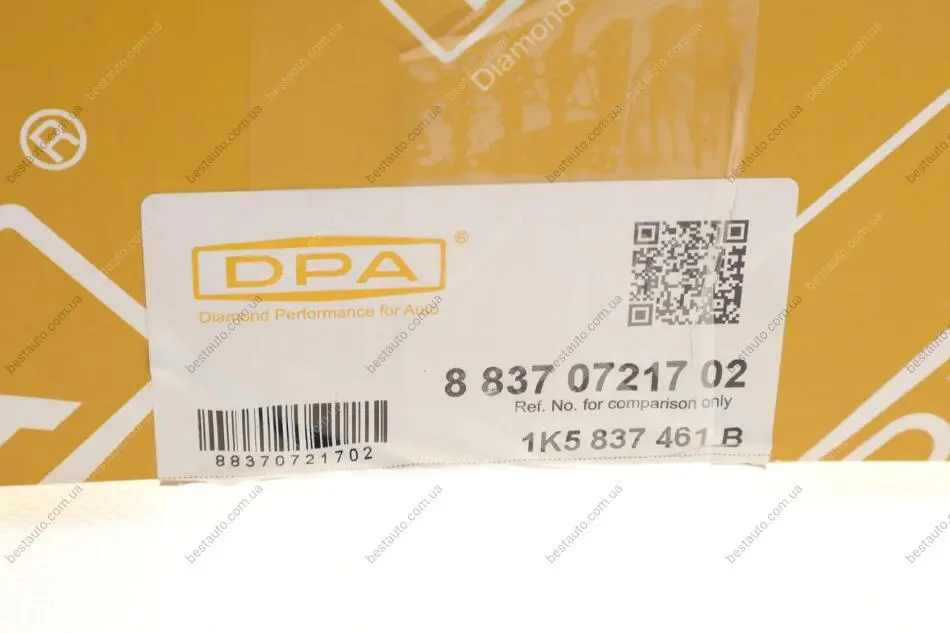 Diamond
®
DPA®
Diamond Performance for Auto
8 837 07217 02
Ref. No. for comparison only
1K5 837 461 B
88370721702
bestauto.com.ua